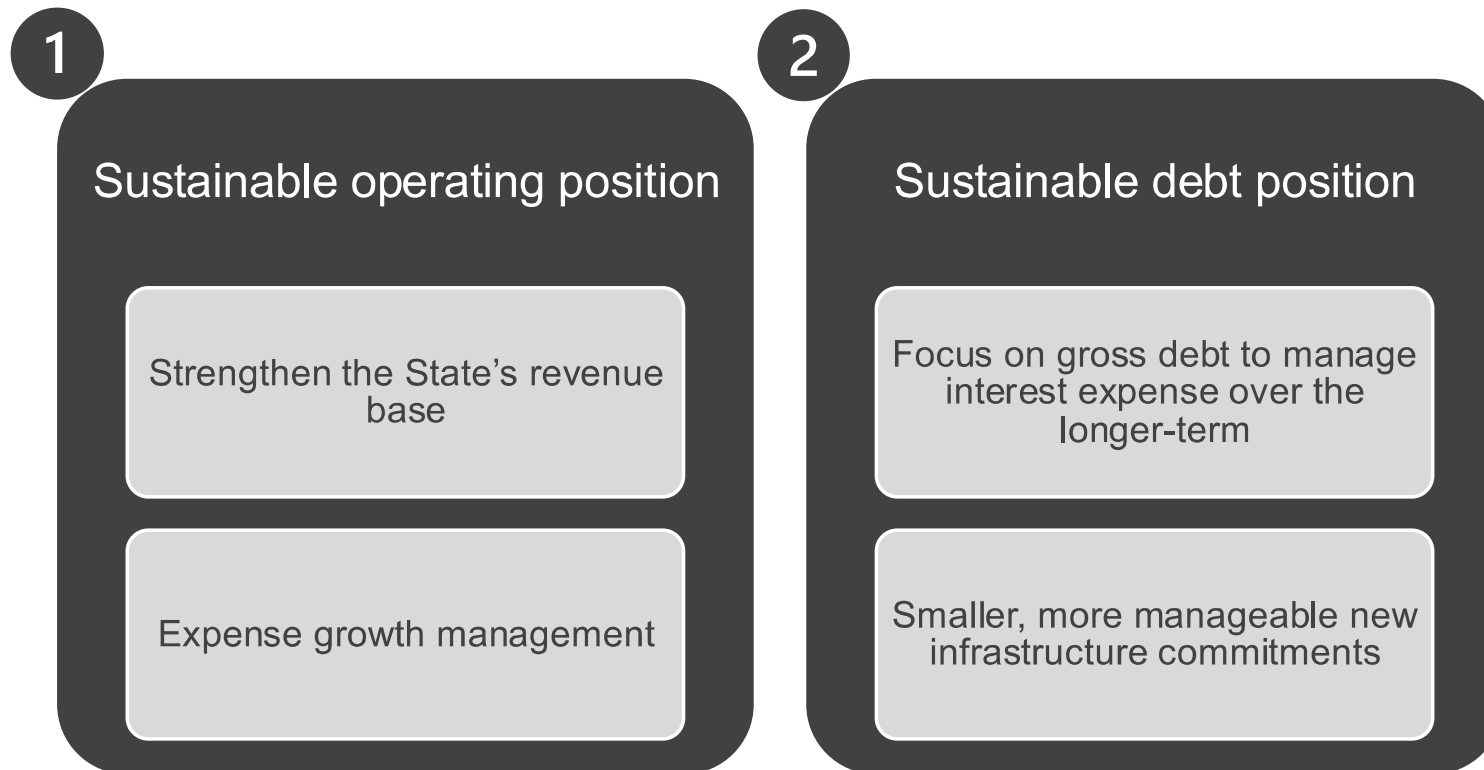 1
Sustainable operating position
Strengthen the State’s revenue
base
Expense growth management
2
Sustainable debt position
Focus on gross debt to manage
interest expense over the
longer-term
Smaller, more manageable new
infrastructure commitments